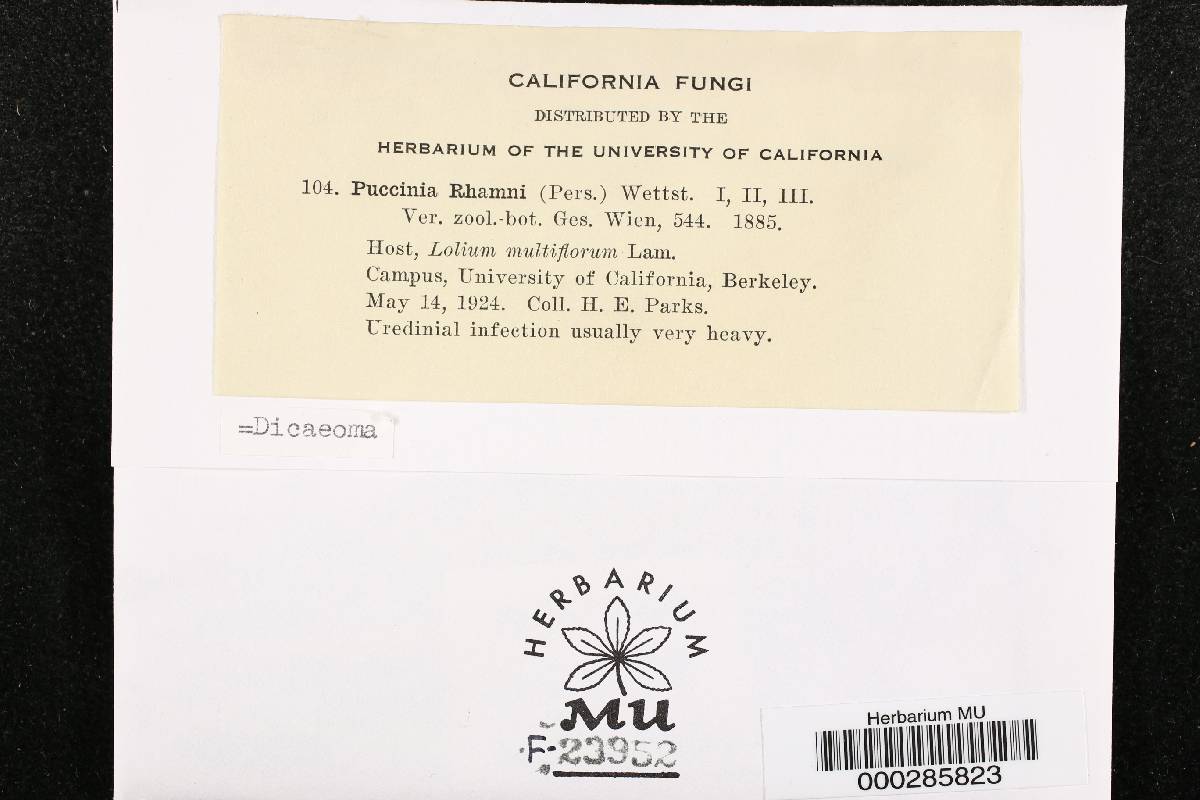 CALIFORNIA FUNGI
DISTRIBUTED BY THE
HERBARIUM OF THE UNIVERSITY OF CALIFORNIA
104. Puccinia Rhamni (Pers.) Wettst. I, II, III.
Ver. zool.-bot. Ges. Wien, 544. 1885.
Host, Lolium multiflorum Lam.
Campus, University of California, Berkeley.
May 14, 1924. Coll. H. E. Parks.
Uredinial infection usually very heavy.
=Dicaeoma
HERBARIUM
MU
F-23952
Herbarium MU
000285823